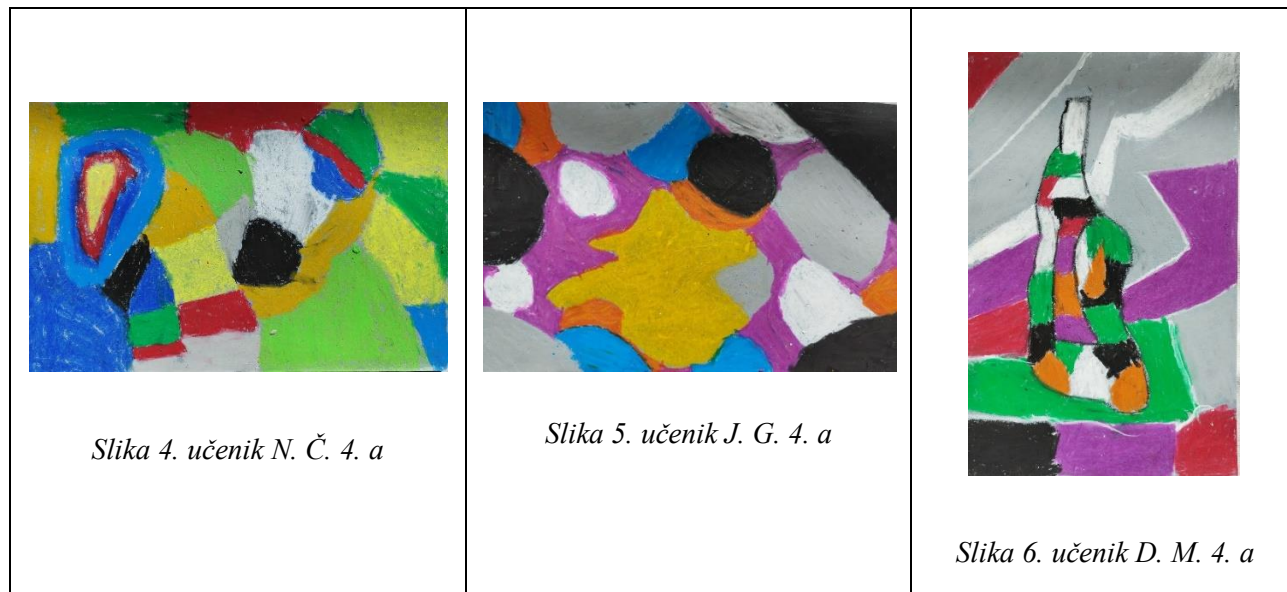 Slika 4. učenik N. Č. 4. a
Slika 5. učenik J. G. 4. a
Slika 6. učenik D. M. 4. a